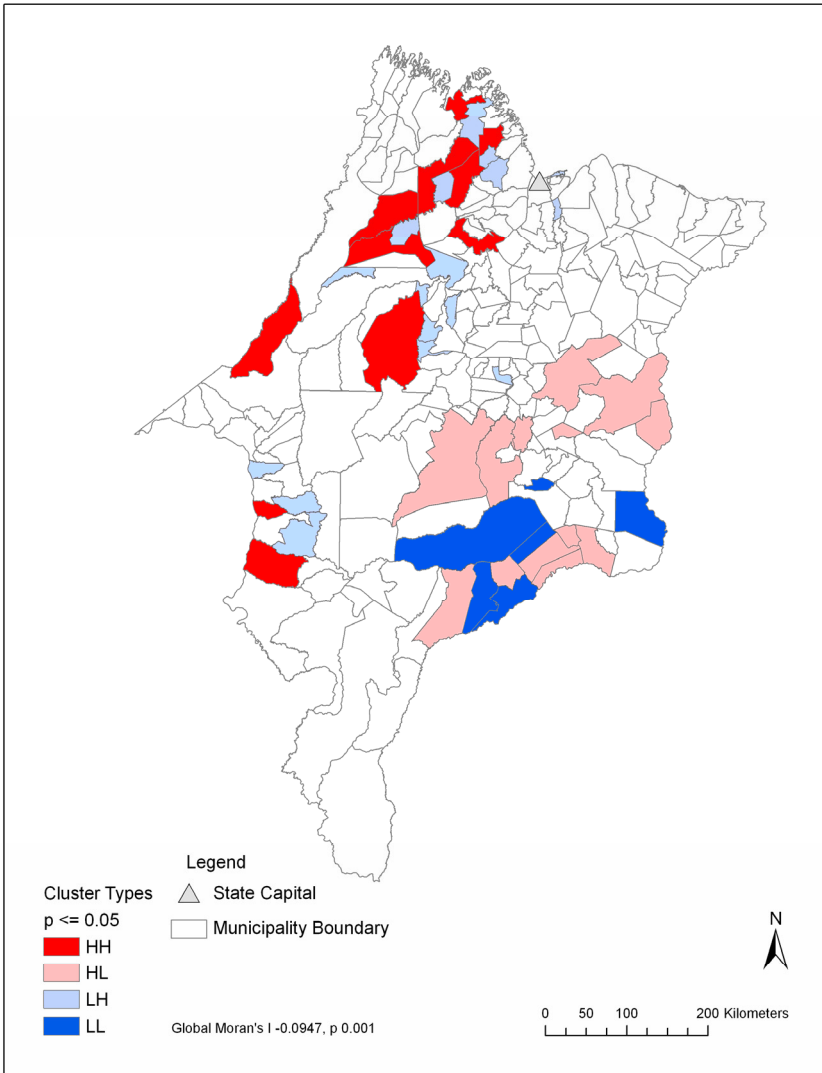 N
Legend
Cluster Types
State Capital
p <= 0.05
Municipality Boundary
HH
HL
LH
LL
Global Moran's I -0.0947, p 0.001
0 50 100 200 Kilometers